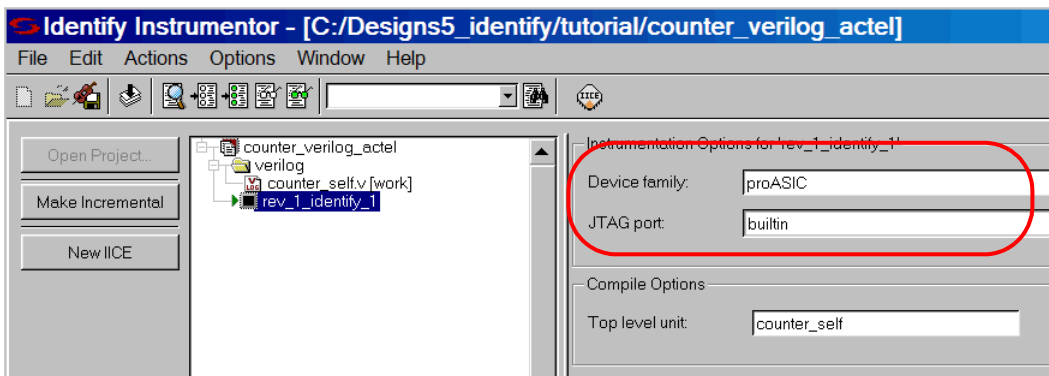 Identify Instrumentor - [C:/Designs5_identify/tutorial/counter_verilog_actel]
File Edit Actions Options Window Help
IICE
Open Project...
Make Incremental
New IICE
counter_verilog_actel
verilog
counter_self.v [work]
rev_1_identify_1
Instrumentation Options for 'rev_1_identify_1'
Device family: proASIC
JTAG port: builtin
Compile Options
Top level unit: counter_self